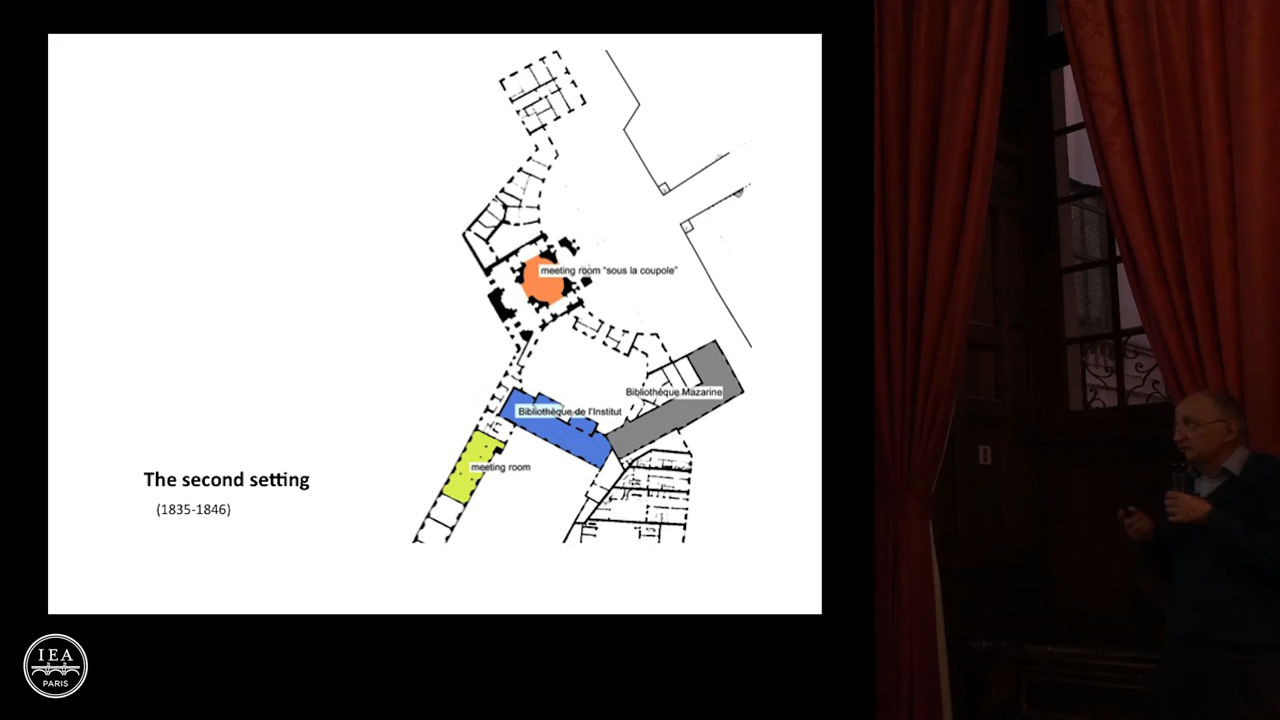 meeting room "sous la coupole"
Bibliothèque Mazarine
Bibliothèque de l'Institut
meeting room
The second setting
(1835-1846)
IEA
PARIS